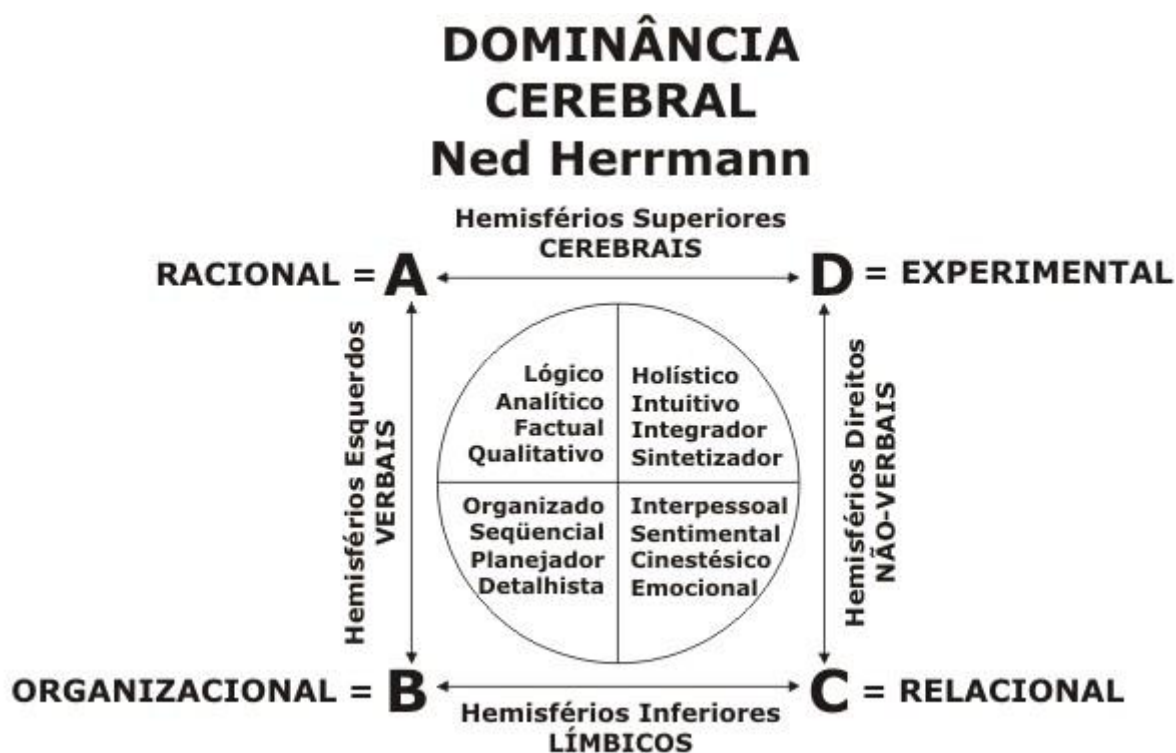 DOMINÂNCIA
CEREBRAL
Ned Herrmann
Hemisférios Superiores
CEREBRAIS
RACIONAL = A
D = EXPERIMENTAL
Hemisférios Esquerdos
VERBAIS
Lógico
Analítico
Factual
Qualitativo
Holístico
Intuitivo
Integrador
Sintetizador
Organizado
Seqüencial
Planejador
Detalhista
Interpessoal
Sentimental
Cinestésico
Emocional
Hemisférios Direitos
NÃO-VERBAIS
ORGANIZACIONAL = B
C = RELACIONAL
Hemisférios Inferiores
LÍMBICOS